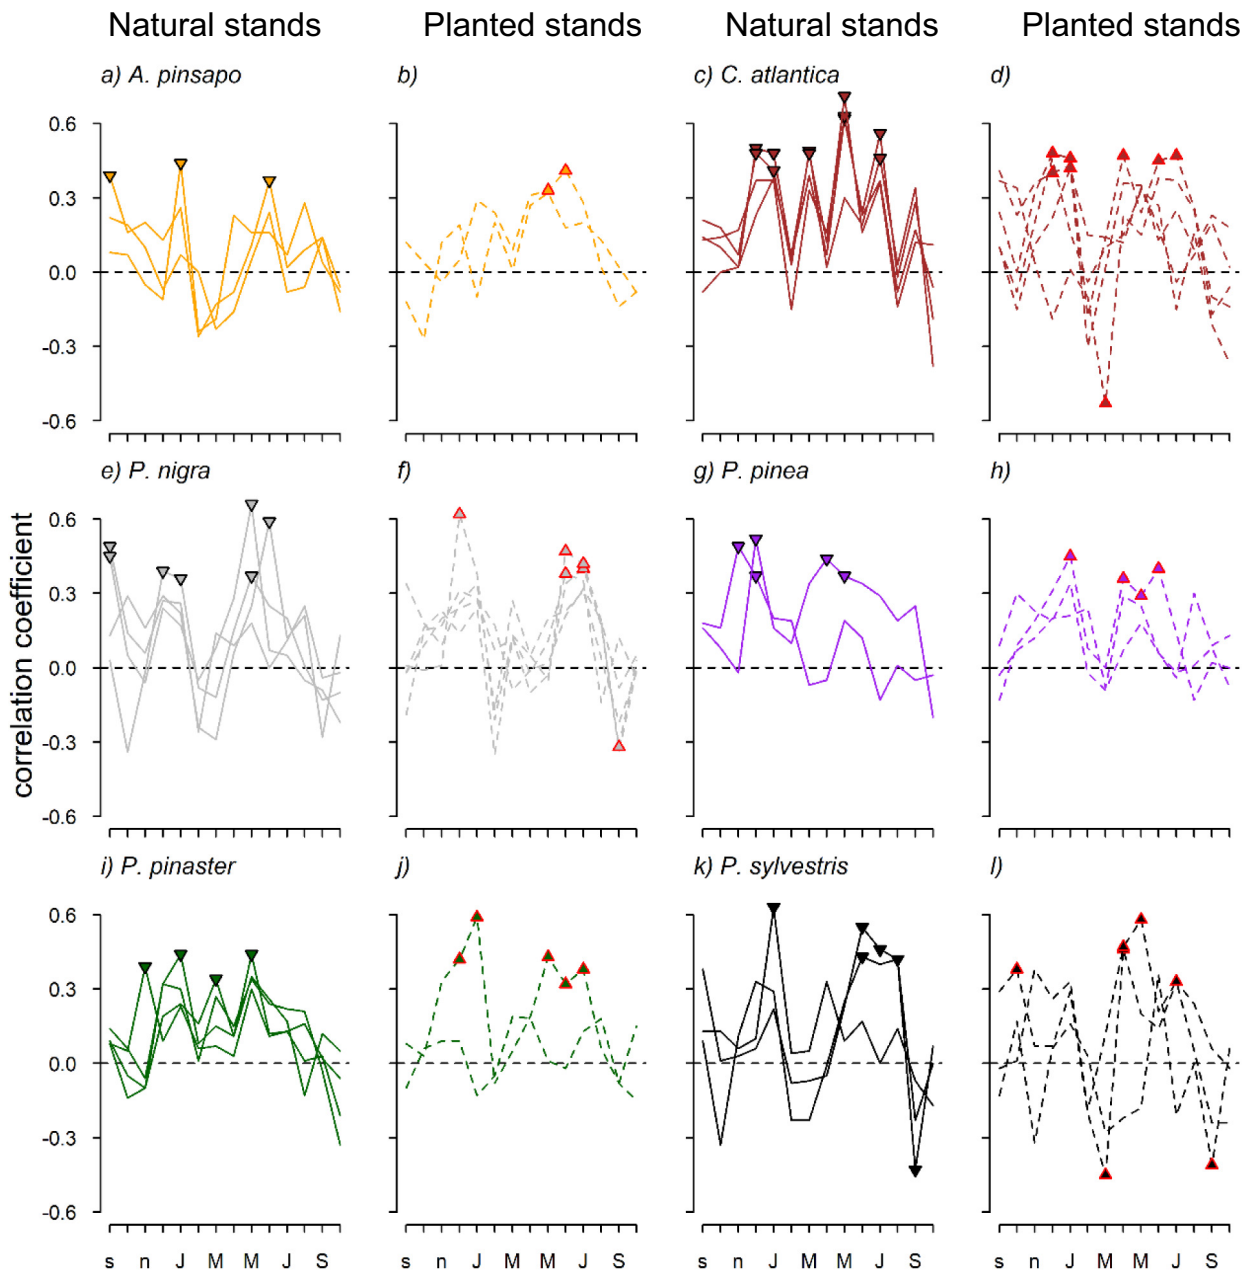 Natural stands Planted stands Natural stands Planted stands
a) A. pinsapo b) c) C. atlantica d)
0.6
0.3
0.0
-0.3
-0.6
e) P. nigra f) g) P. pinea h)
correlation coefficient
0.6
0.3
0.0
-0.3
-0.6
i) P. pinaster j) k) P. sylvestris l)
0.6
0.3
0.0
-0.3
-0.6
s n J M M J S s n J M M J S s n J M M J S s n J M M J S